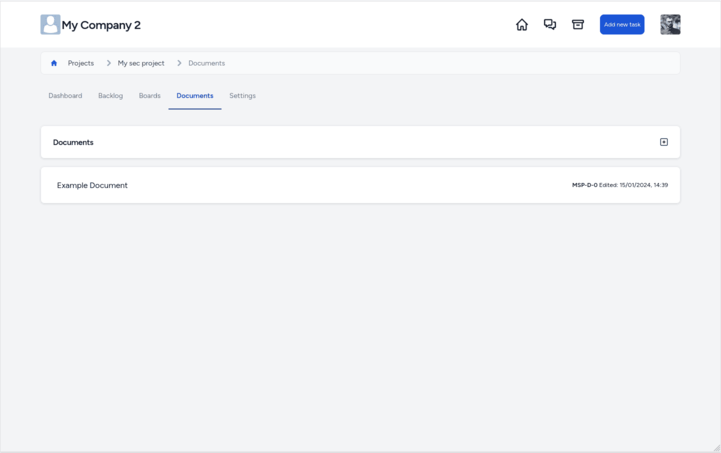 My Company 2
Add new task
Projects
My sec project
Documents
Dashboard
Backlog
Boards
Documents
Settings
Documents
Example Document
MSP-D-0 Edited: 15/01/2024, 14:39